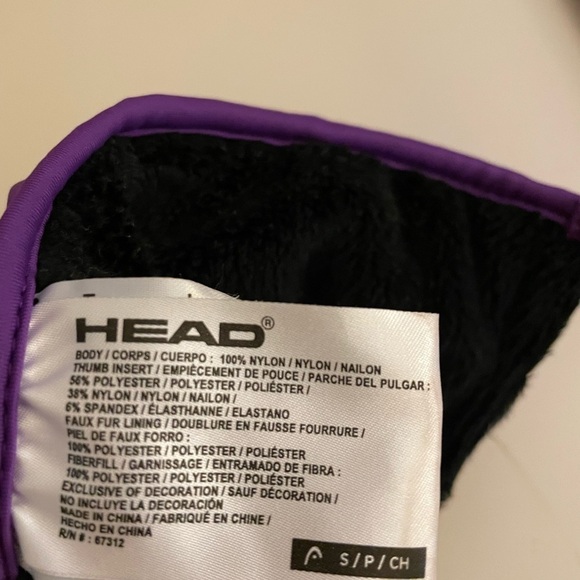 HEAD®
BODY / CORPS / CUERPO : 100% NYLON / NYLON / NAILON
THUMB INSERT / EMPIÈCEMENT DE POUCE / PARCHE DEL PULGAR :
56% POLYESTER / POLYESTER / POLIÉSTER /
38% NYLON / NYLON / NAILON /
6% SPANDEX / ÉLASTHANNE / ELASTANO
FAUX FUR LINING / DOUBLURE EN FAUSSE FOURRURE /
PIEL DE FAUX FORRO :
100% POLYESTER / POLYESTER / POLIÉSTER
FIBERFILL / GARNISSAGE / ENTRAMADO DE FIBRA :
100% POLYESTER / POLYESTER / POLIÉSTER
EXCLUSIVE OF DECORATION / SAUF DÉCORATION /
NO INCLUYE LA DECORACIÓN
MADE IN CHINA / FABRIQUÉ EN CHINE /
HECHO EN CHINA
R/N # : 67312
S / P / CH